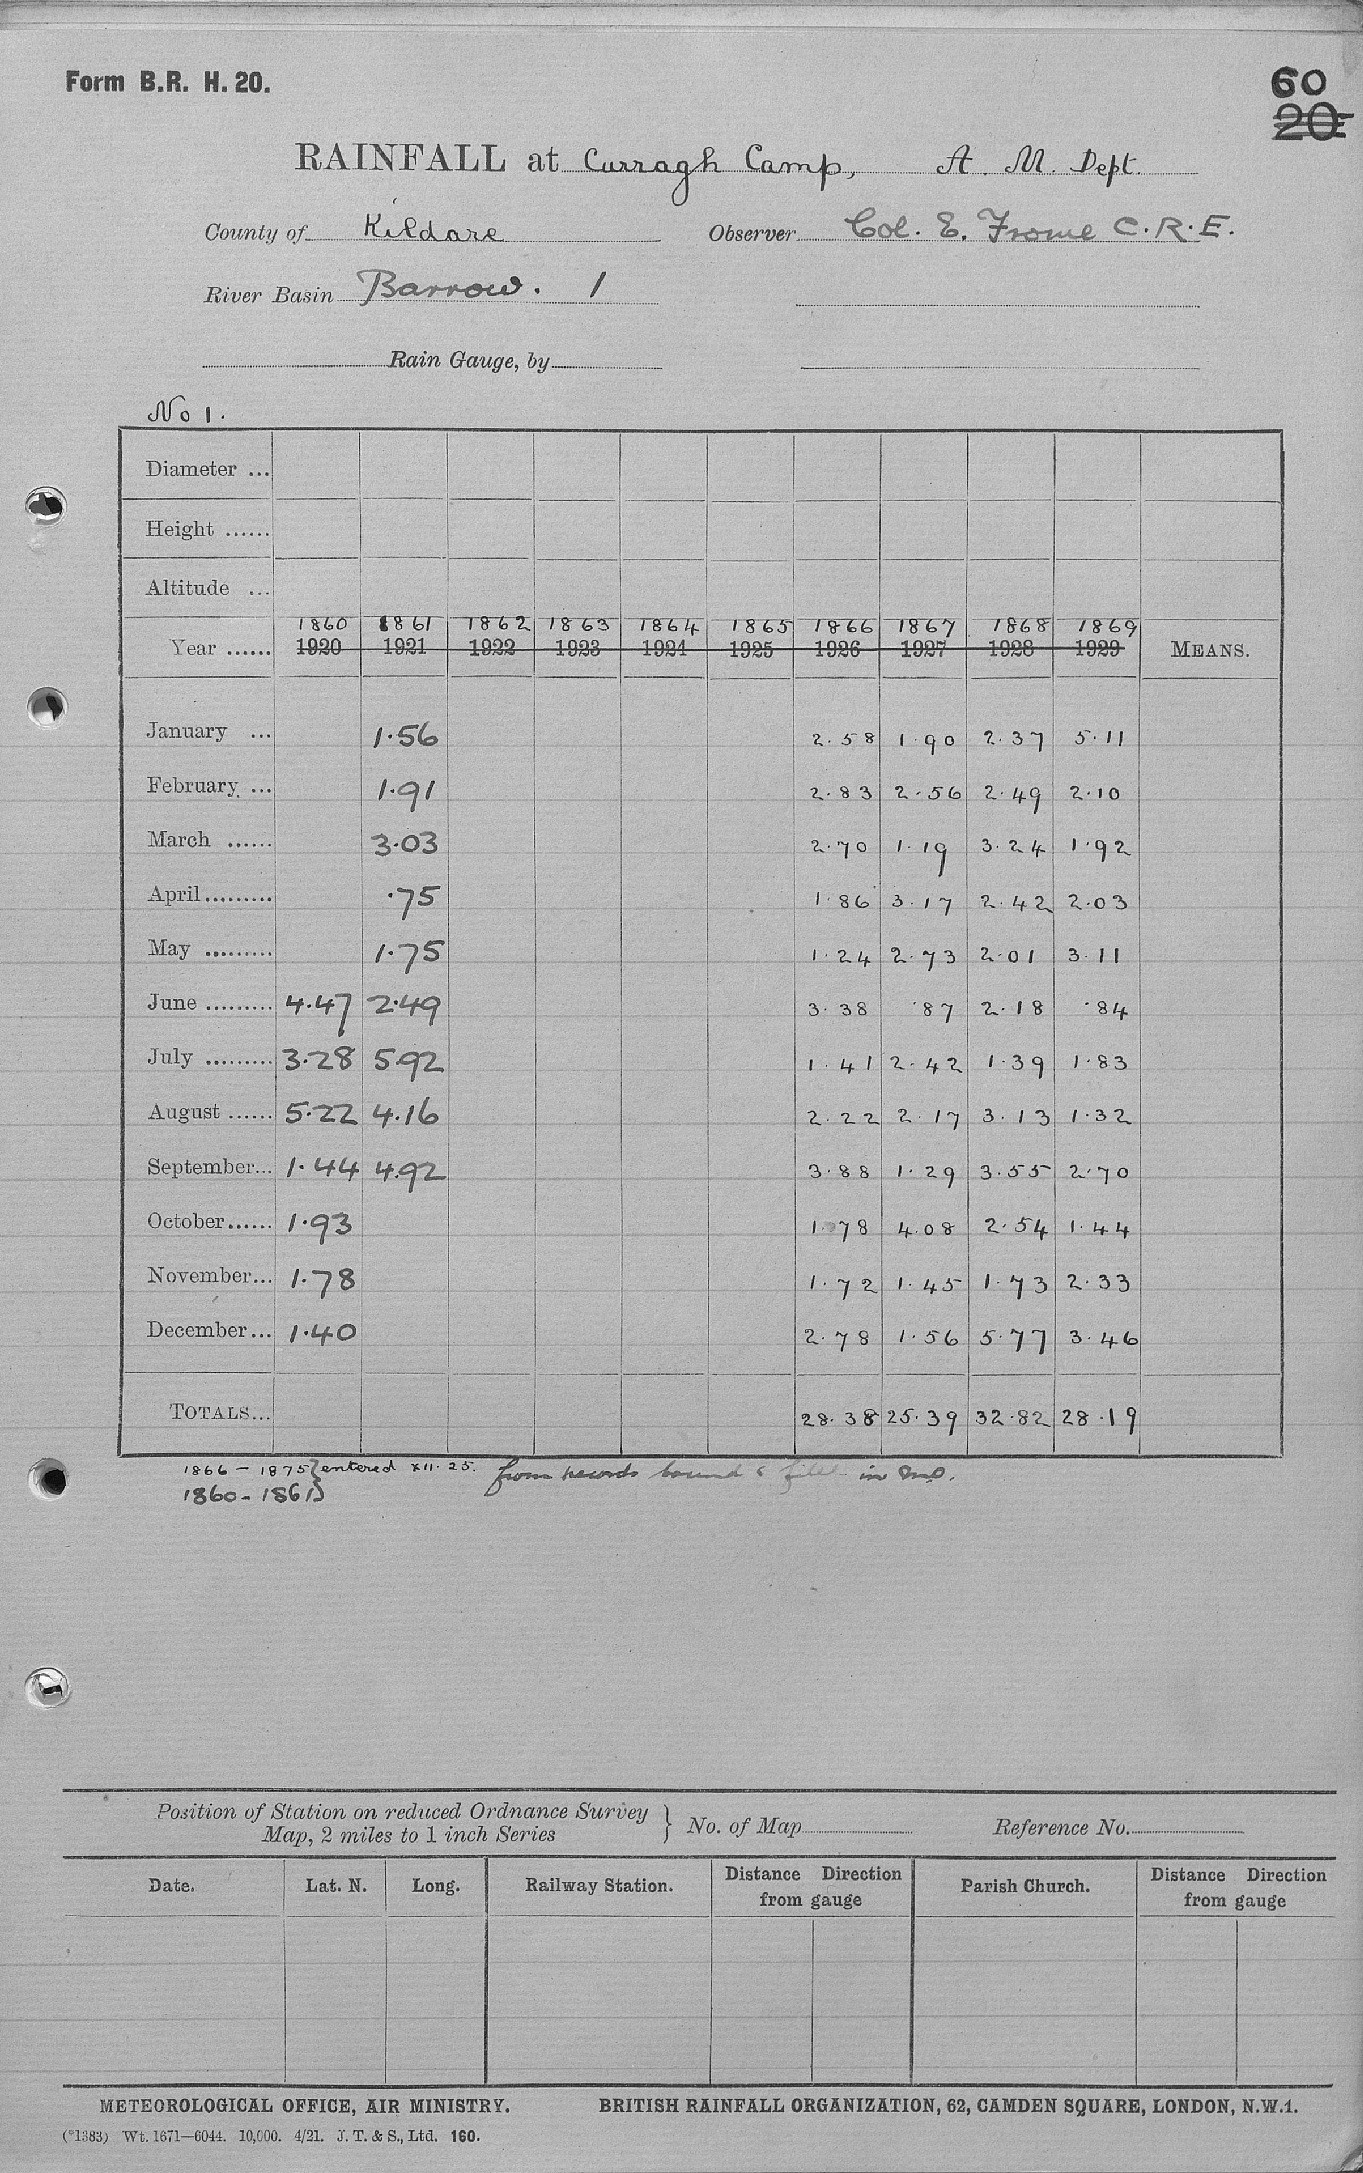 Form B.R. H. 20.
60
20
RAINFALL at Curragh Camp, A. M. Dept.
County of Kildare Observer Col. E. Frome C.R.E.
River Basin Barrow. 1
Rain Gauge, by
No 1.
Diameter ...
Height ......
Altitude ...
1860 1861 1862 1863 1864 1865 1866 1867 1868 1869
Year ...... 1920 1921 1922 1923 1924 1925 1926 1927 1928 1929 MEANS.
January ... 1.56 2.58 1.90 2.37 5.11
February ... 1.91 2.83 2.56 2.49 2.10
March ...... 3.03 2.70 1.19 3.24 1.92
April ......... .75 1.86 3.17 2.42 2.03
May ......... 1.75 1.24 2.73 2.01 3.11
June ......... 4.47 2.49 3.38 .87 2.18 .84
July ......... 3.28 5.92 1.41 2.42 1.39 1.83
August ...... 5.22 4.16 2.22 2.17 3.13 1.32
September... 1.44 4.92 3.88 1.29 3.55 2.70
October...... 1.93 1.78 4.08 2.54 1.44
November... 1.78 1.72 1.45 1.73 2.33
December... 1.40 2.78 1.56 5.77 3.46
TOTALS... 28.38 25.39 32.82 28.19
1866 - 1875 } entered XII.25. from records bound & in
1860 - 1861 }
Position of Station on reduced Ordnance Survey
Map, 2 miles to 1 inch Series } No. of Map Reference No.
Date. Lat. N. Long. Railway Station. Distance Direction from gauge Parish Church. Distance Direction from gauge
METEOROLOGICAL OFFICE, AIR MINISTRY. BRITISH RAINFALL ORGANIZATION, 62, CAMDEN SQUARE, LONDON, N.W.1.
(*1383) Wt. 1671—6044. 10,000. 4/21. J. T. & S., Ltd. 160.